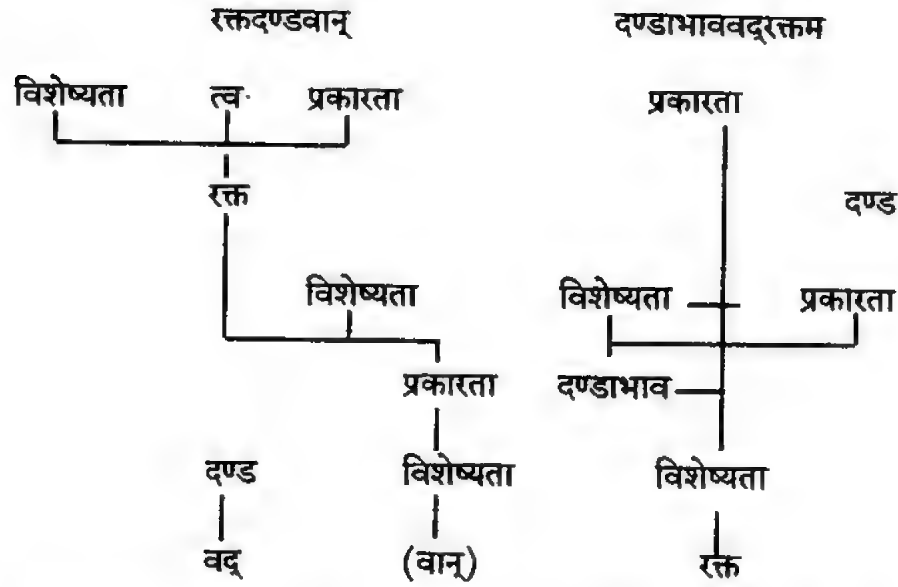 रक्तदण्डवान् दण्डाभाववद्रक्तम
विशेष्यता त्व प्रकारता प्रकारता
रक्त दण्ड
विशेष्यता विशेष्यता प्रकारता
प्रकारता दण्डाभाव
दण्ड विशेष्यता विशेष्यता
वद् (वान्) रक्त